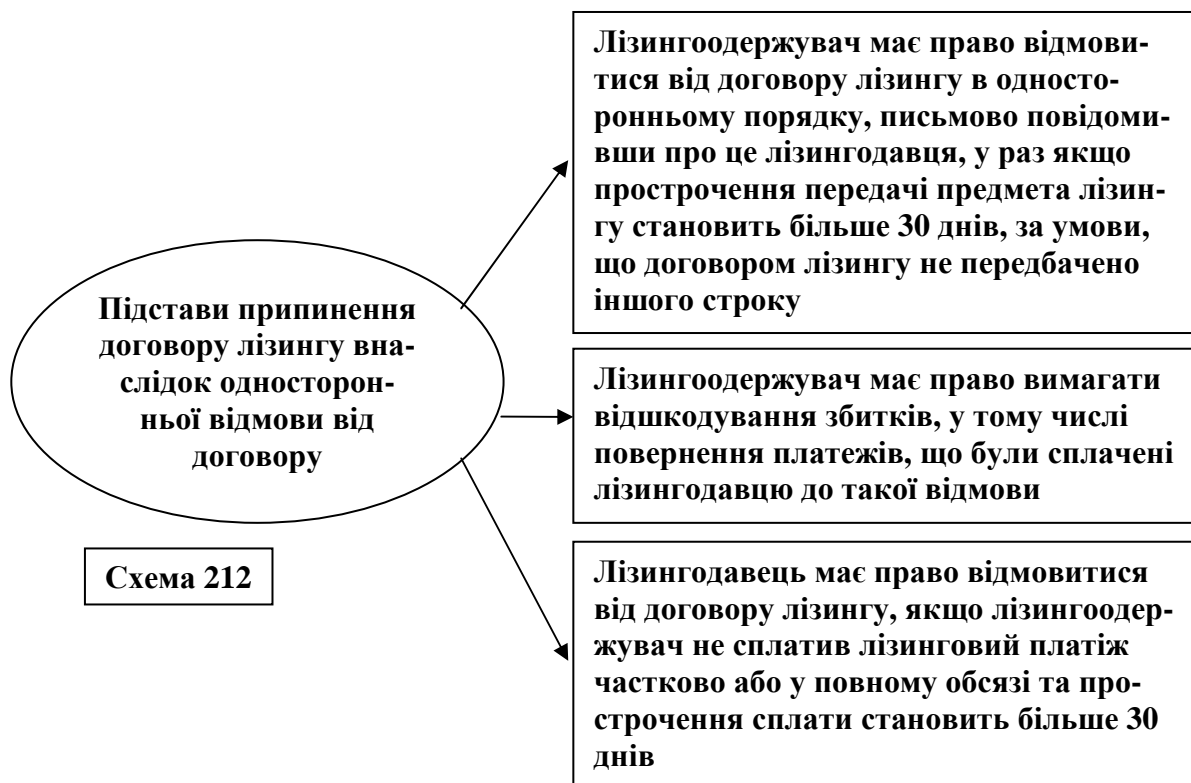 Лізингоодержувач має право відмови-
тися від договору лізингу в односто-
ронньому порядку, письмово повідоми-
вши про це лізингодавця, у раз якщо
прострочення передачі предмета лізин-
гу становить більше 30 днів, за умови,
що договором лізингу не передбачено
іншого строку
Підстави припинення
договору лізингу вна-
слідок односторон-
ньої відмови від
договору
Лізингоодержувач має право вимагати
відшкодування збитків, у тому числі
повернення платежів, що були сплачені
лізингодавцю до такої відмови
Схема 212
Лізингодавець має право відмовитися
від договору лізингу, якщо лізингоодер-
жувач не сплатив лізинговий платіж
частково або у повному обсязі та про-
строчення сплати становить більше 30
днів